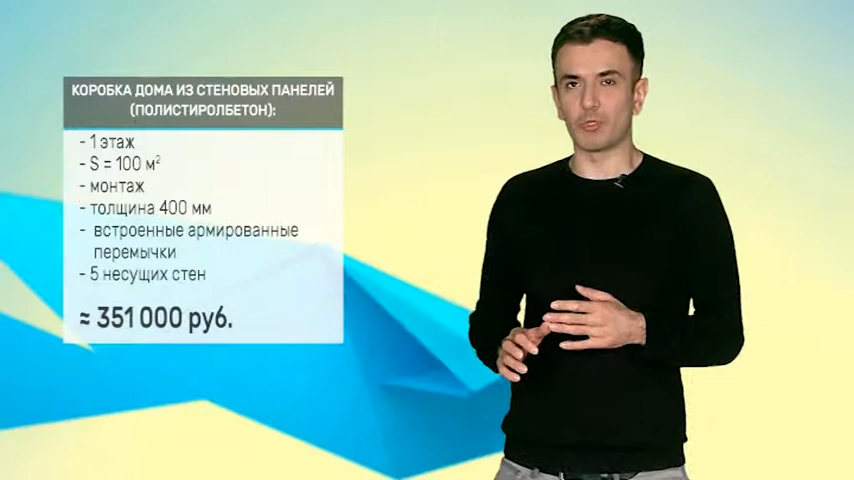 КОРОБКА ДОМА ИЗ СТЕНОВЫХ ПАНЕЛЕЙ
(ПОЛИСТИРОЛБЕТОН):
- 1 этаж
- S = 100 м²
- монтаж
- толщина 400 мм
- встроенные армированные
перемычки
- 5 несущих стен
≈ 351 000 руб.